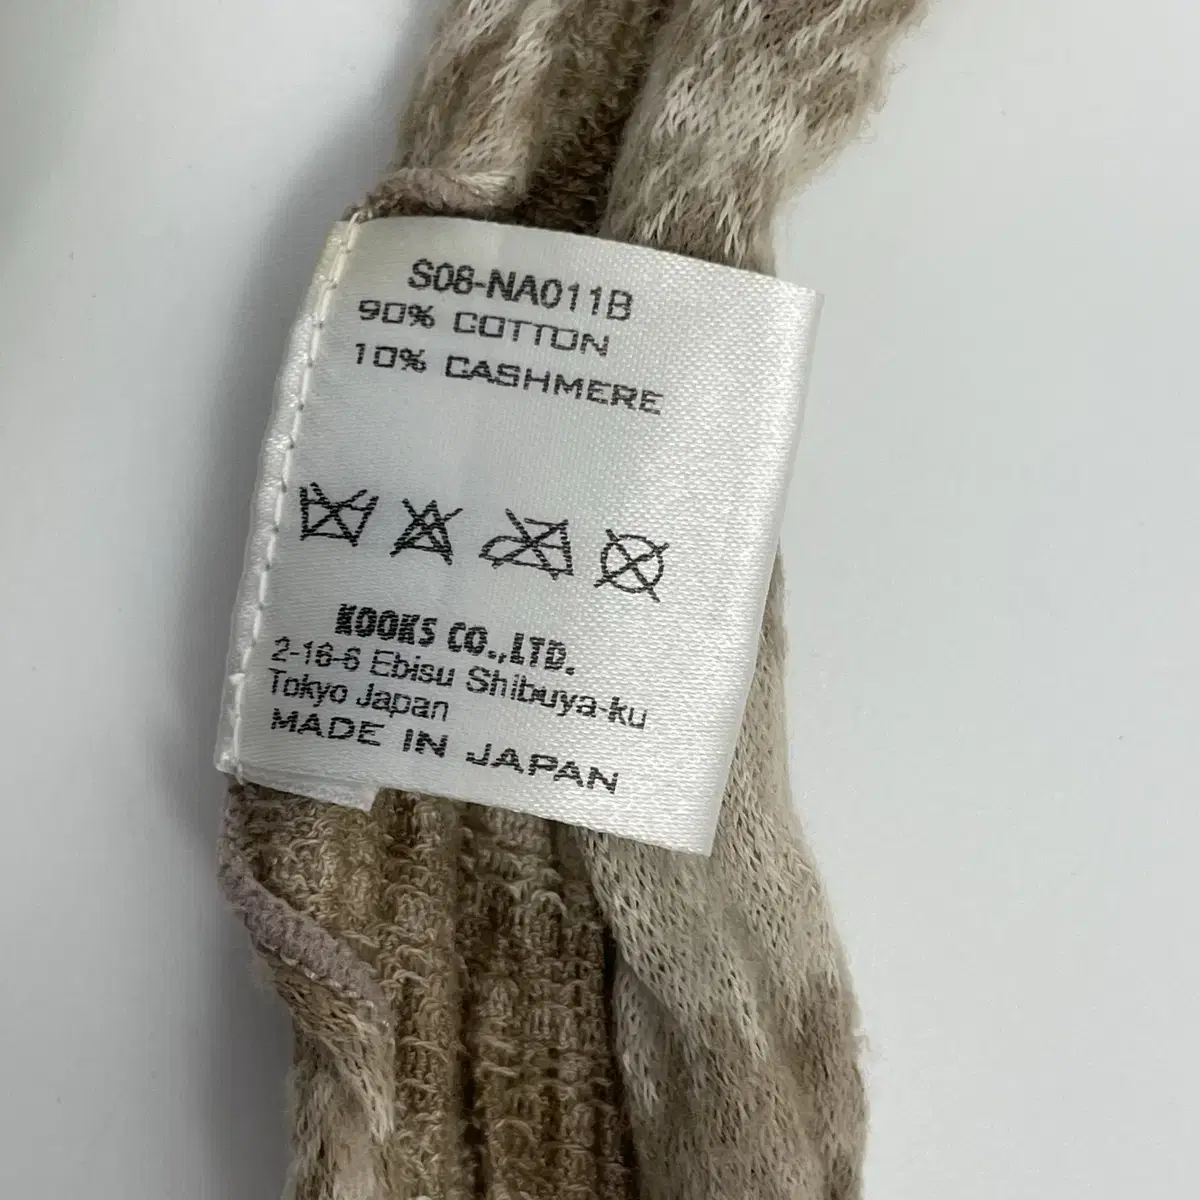 S08-NA011B
90% COTTON
10% CASHMERE
KOOKS CO.,LTD.
2-16-6 Ebisu Shibuya-ku
Tokyo Japan
MADE IN JAPAN